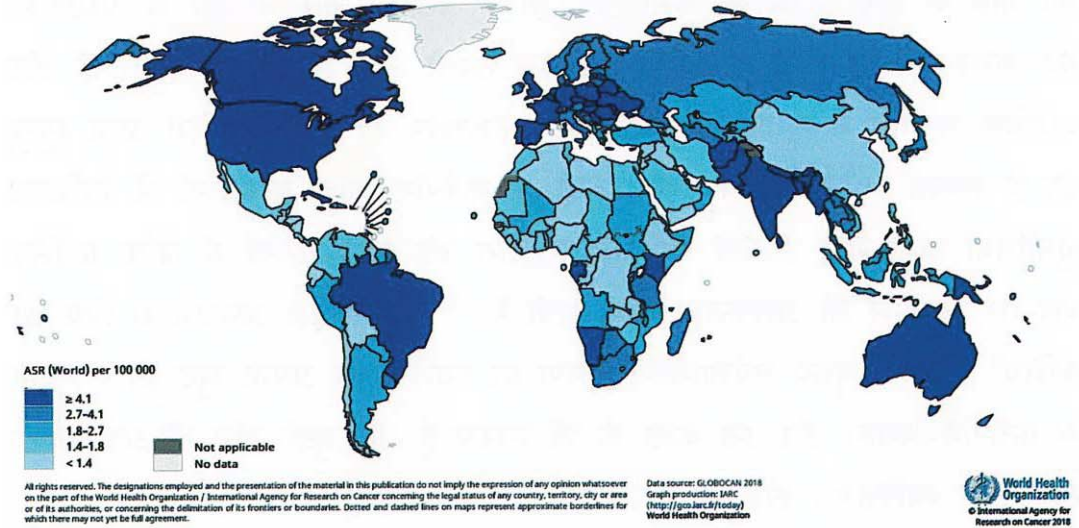 ASR (World) per 100 000
≥ 4.1
2.7–4.1
1.8–2.7
1.4–1.8
< 1.4
Not applicable
No data
All rights reserved. The designations employed and the presentation of the material in this publication do not imply the expression of any opinion whatsoever
on the part of the World Health Organization / International Agency for Research on Cancer concerning the legal status of any country, territory, city or area
or of its authorities, or concerning the delimitation of its frontiers or boundaries. Dotted and dashed lines on maps represent approximate borderlines for
which there may not yet be full agreement.
Data source: GLOBOCAN 2018
Graph production: IARC
(http://gco.iarc.fr/today)
World Health Organization
World Health
Organization
© International Agency for
Research on Cancer 2018